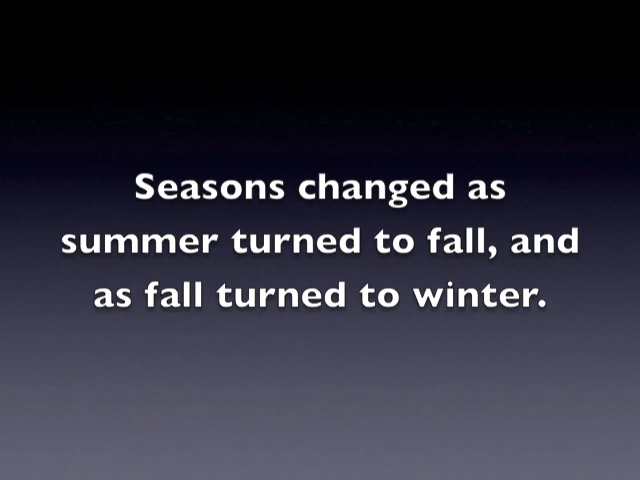 Seasons changed as
summer turned to fall, and
as fall turned to winter.